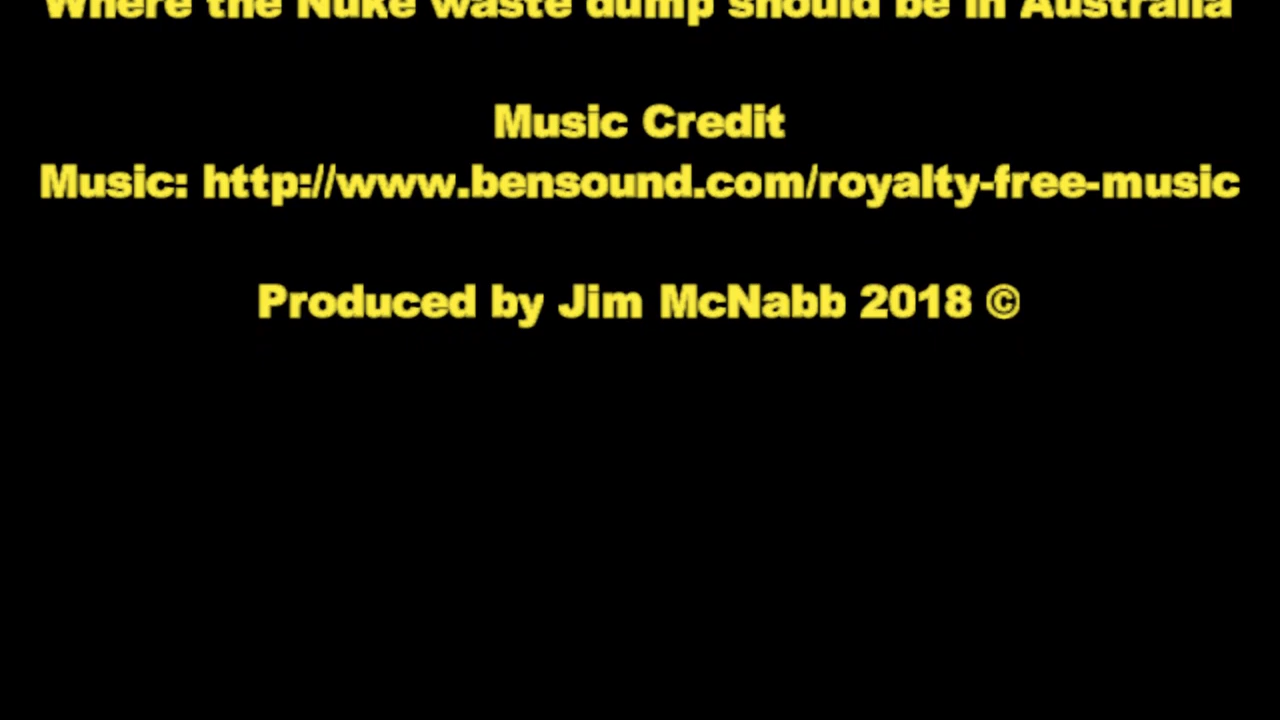 Where the Nuke waste dump should be in Australia
Music Credit
Music: http://www.bensound.com/royalty-free-music
Produced by Jim McNabb 2018 ©